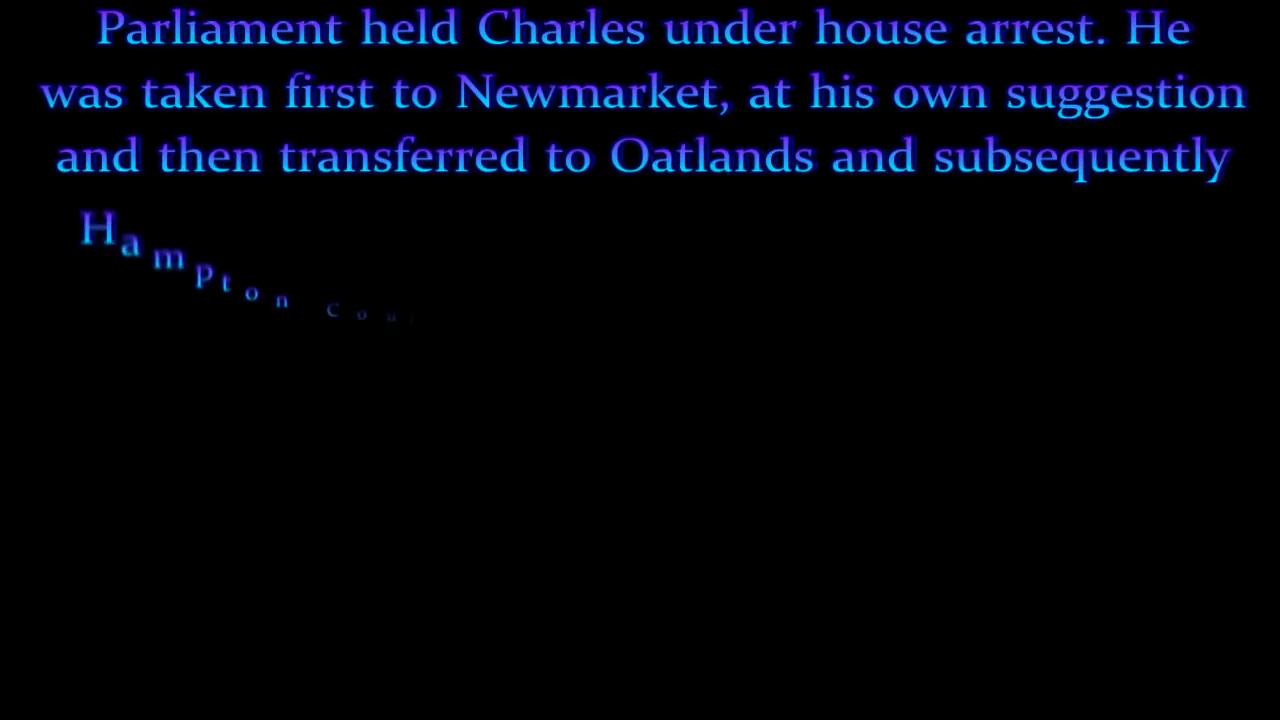 Parliament held Charles under house arrest. He
was taken first to Newmarket, at his own suggestion
and then transferred to Oatlands and subsequently
Hampton